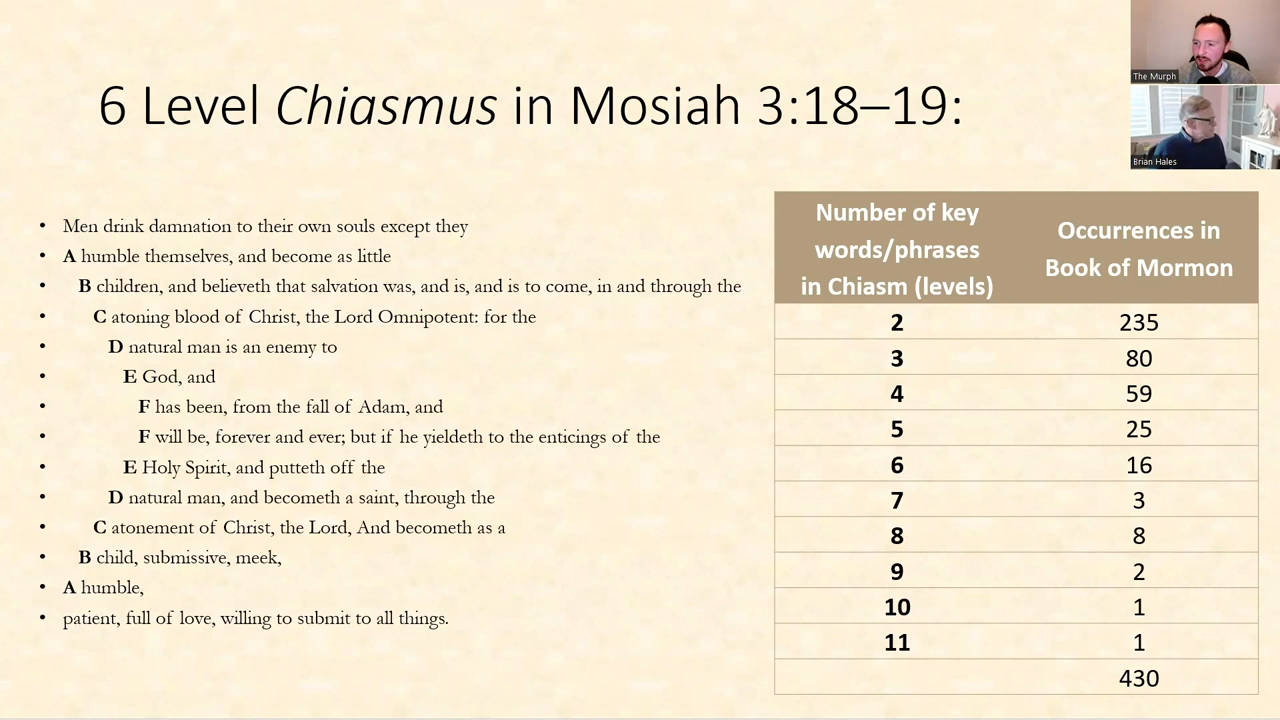 6 Level Chiasmus in Mosiah 3:18–19:
The Murph
Brian Hales
• Men drink damnation to their own souls except they
• A humble themselves, and become as little
• B children, and believeth that salvation was, and is, and is to come, in and through the
• C atoning blood of Christ, the Lord Omnipotent: for the
• D natural man is an enemy to
• E God, and
• F has been, from the fall of Adam, and
• F will be, forever and ever; but if he yieldeth to the enticings of the
• E Holy Spirit, and putteth off the
• D natural man, and becometh a saint, through the
• C atonement of Christ, the Lord, And becometh as a
• B child, submissive, meek,
• A humble,
• patient, full of love, willing to submit to all things.
Number of key
words/phrases
in Chiasm (levels)
Occurrences in
Book of Mormon
2 235
3 80
4 59
5 25
6 16
7 3
8 8
9 2
10 1
11 1
430